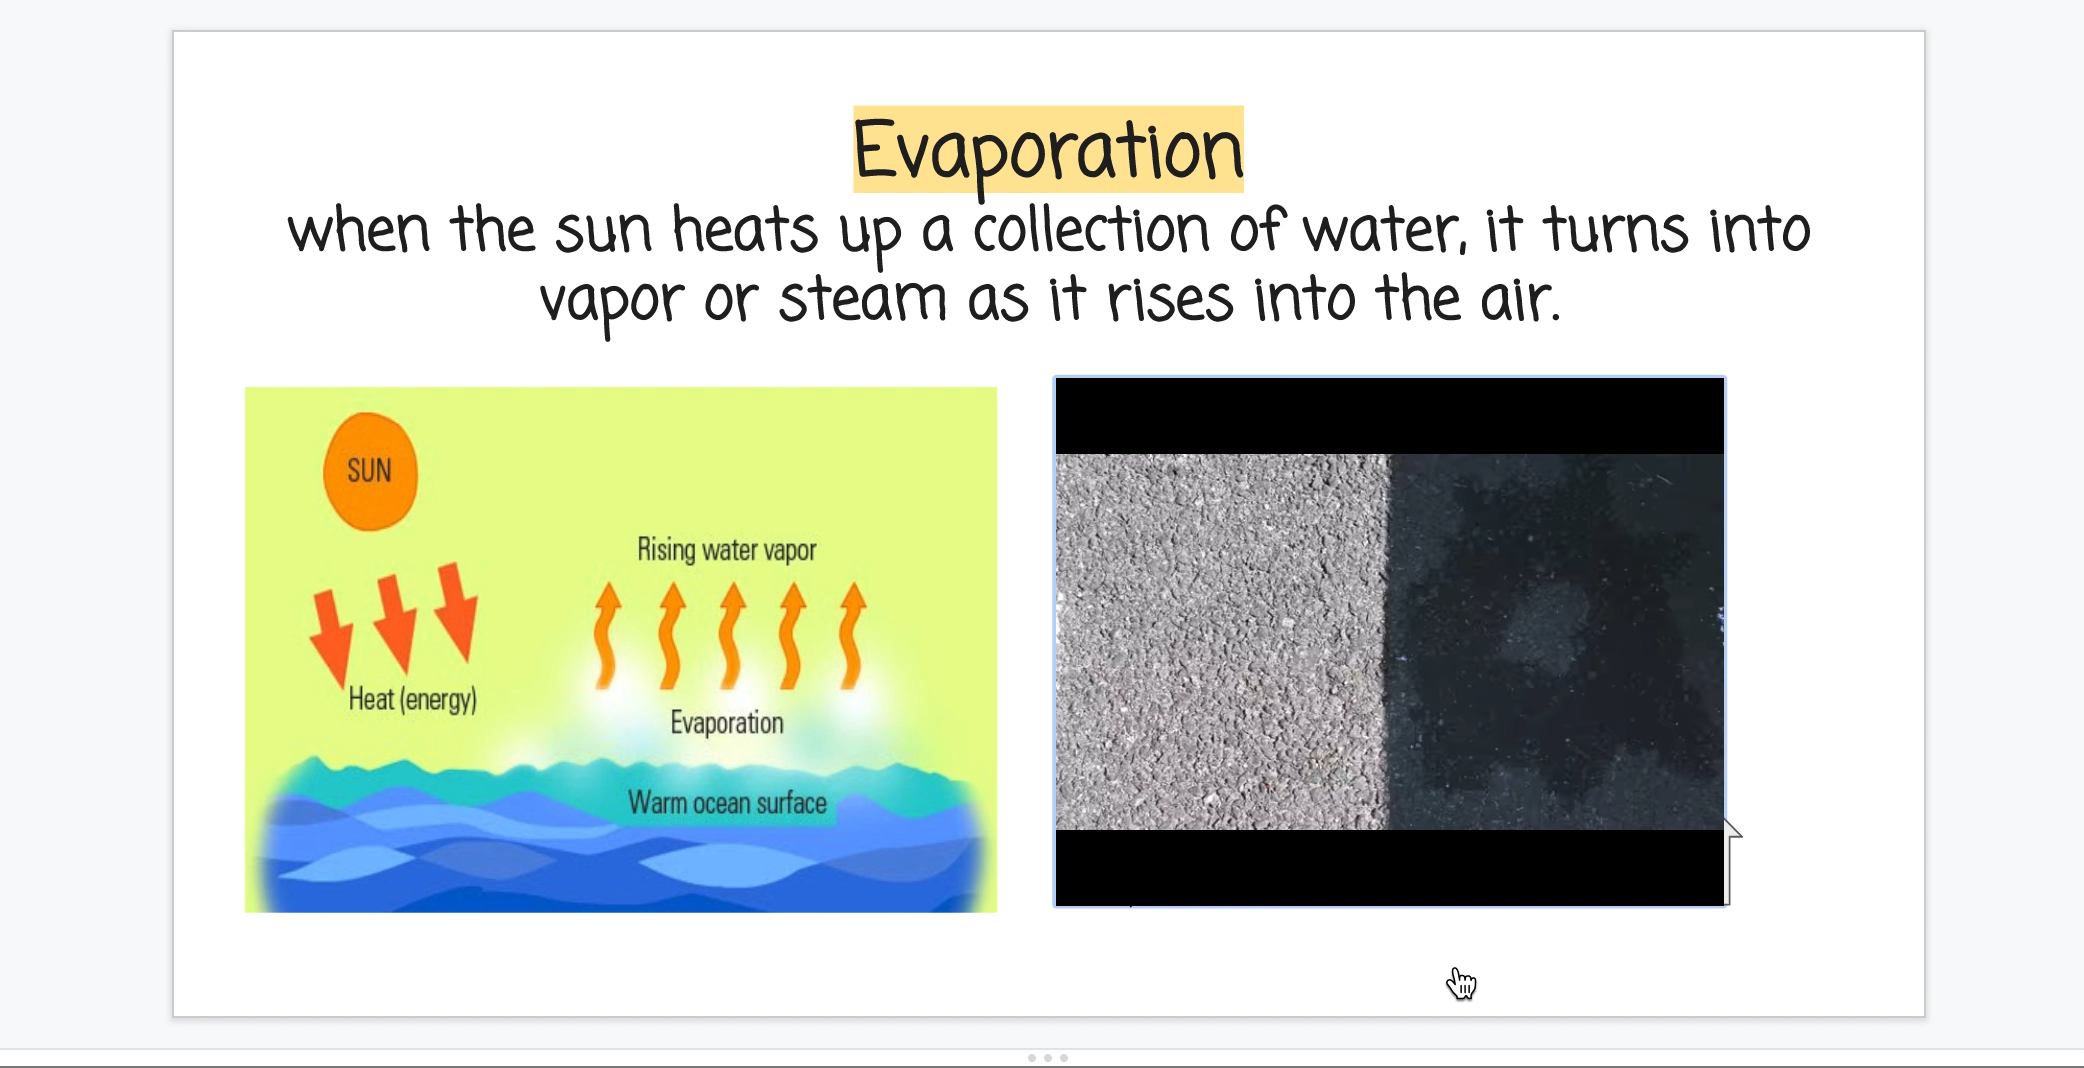 Evaporation
when the sun heats up a collection of water, it turns into
vapor or steam as it rises into the air.
SUN
Rising water vapor
Heat (energy)
Evaporation
Warm ocean surface